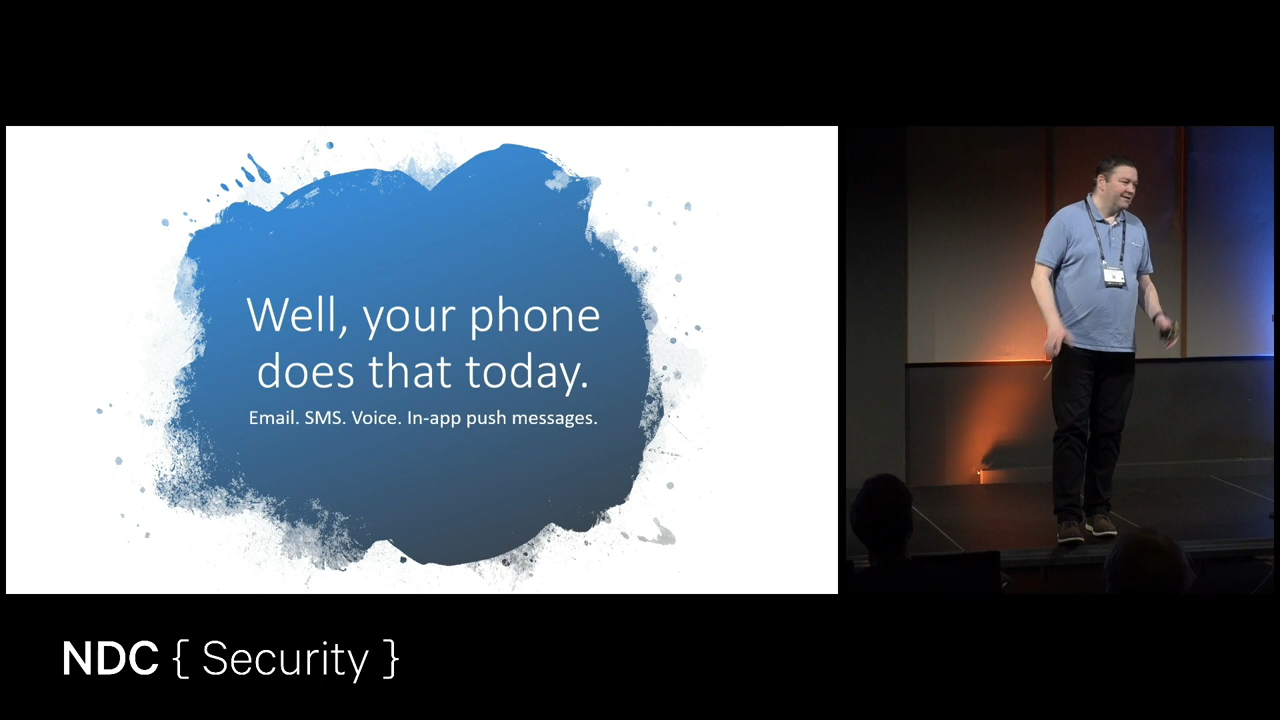 Well, your phone
does that today.
Email. SMS. Voice. In-app push messages.
NDC { Security }